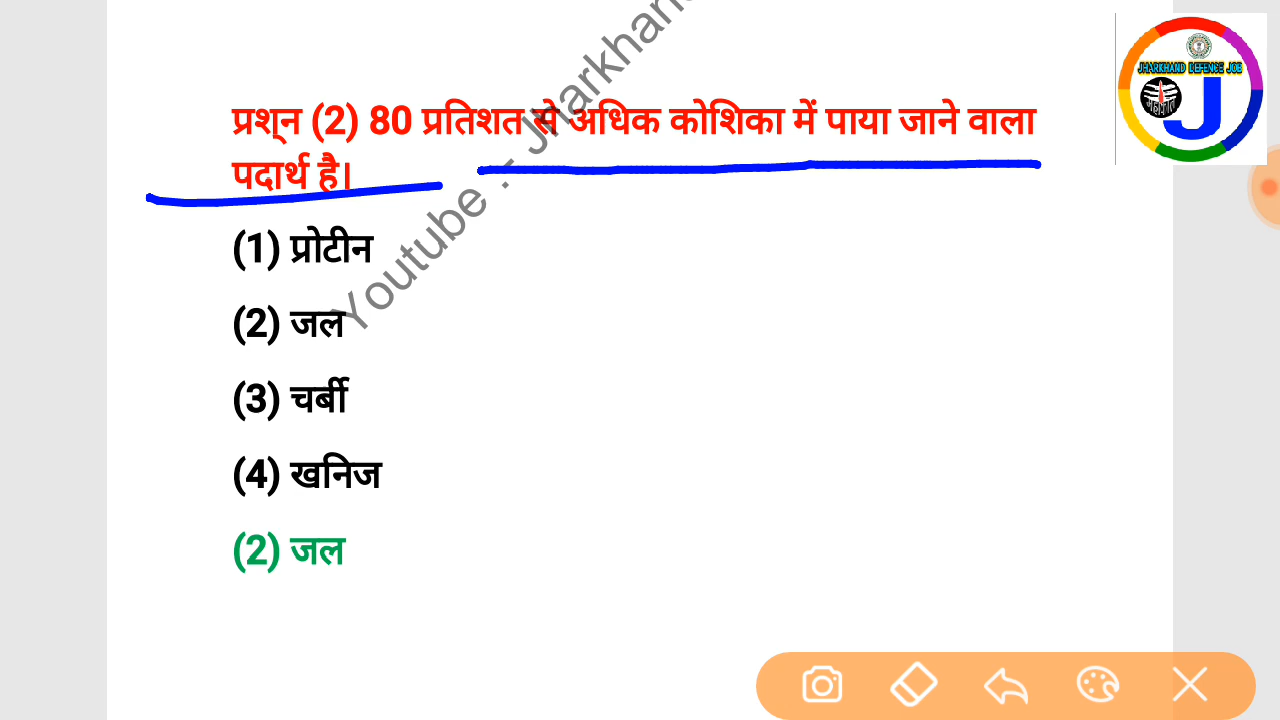 JHARKHAND DEFENCE JOB
महाकाल
J
प्रश्न (2) 80 प्रतिशत से अधिक कोशिका में पाया जाने वाला
पदार्थ है।
(1) प्रोटीन
(2) जल
(3) चर्बी
(4) खनिज
(2) जल
Youtube :- Jharkhand